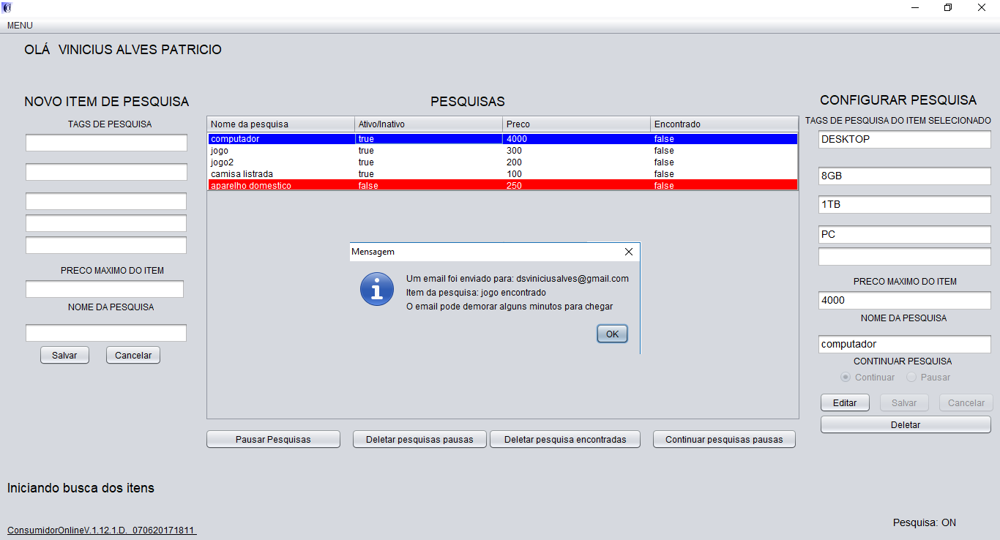 MENU
OLÁ VINICIUS ALVES PATRICIO
NOVO ITEM DE PESQUISA
TAGS DE PESQUISA
PRECO MAXIMO DO ITEM
NOME DA PESQUISA
Salvar Cancelar
PESQUISAS
Nome da pesquisa Ativo/Inativo Preco Encontrado
computador true 4000 false
jogo true 300 false
jogo2 true 200 false
camisa listrada true 100 false
aparelho domestico false 250 false
Mensagem
Um email foi enviado para: dsviniciusalves@gmail.com
Item da pesquisa: jogo encontrado
O email pode demorar alguns minutos para chegar
OK
Pausar Pesquisas Deletar pesquisas pausas Deletar pesquisa encontradas Continuar pesquisas pausas
CONFIGURAR PESQUISA
TAGS DE PESQUISA DO ITEM SELECIONADO
DESKTOP
8GB
1TB
PC
PRECO MAXIMO DO ITEM
4000
NOME DA PESQUISA
computador
CONTINUAR PESQUISA
Continuar Pausar
Editar Salvar Cancelar
Deletar
Iniciando busca dos itens
ConsumidorOnlineV.1.12.1.D._070620171811_
Pesquisa: ON